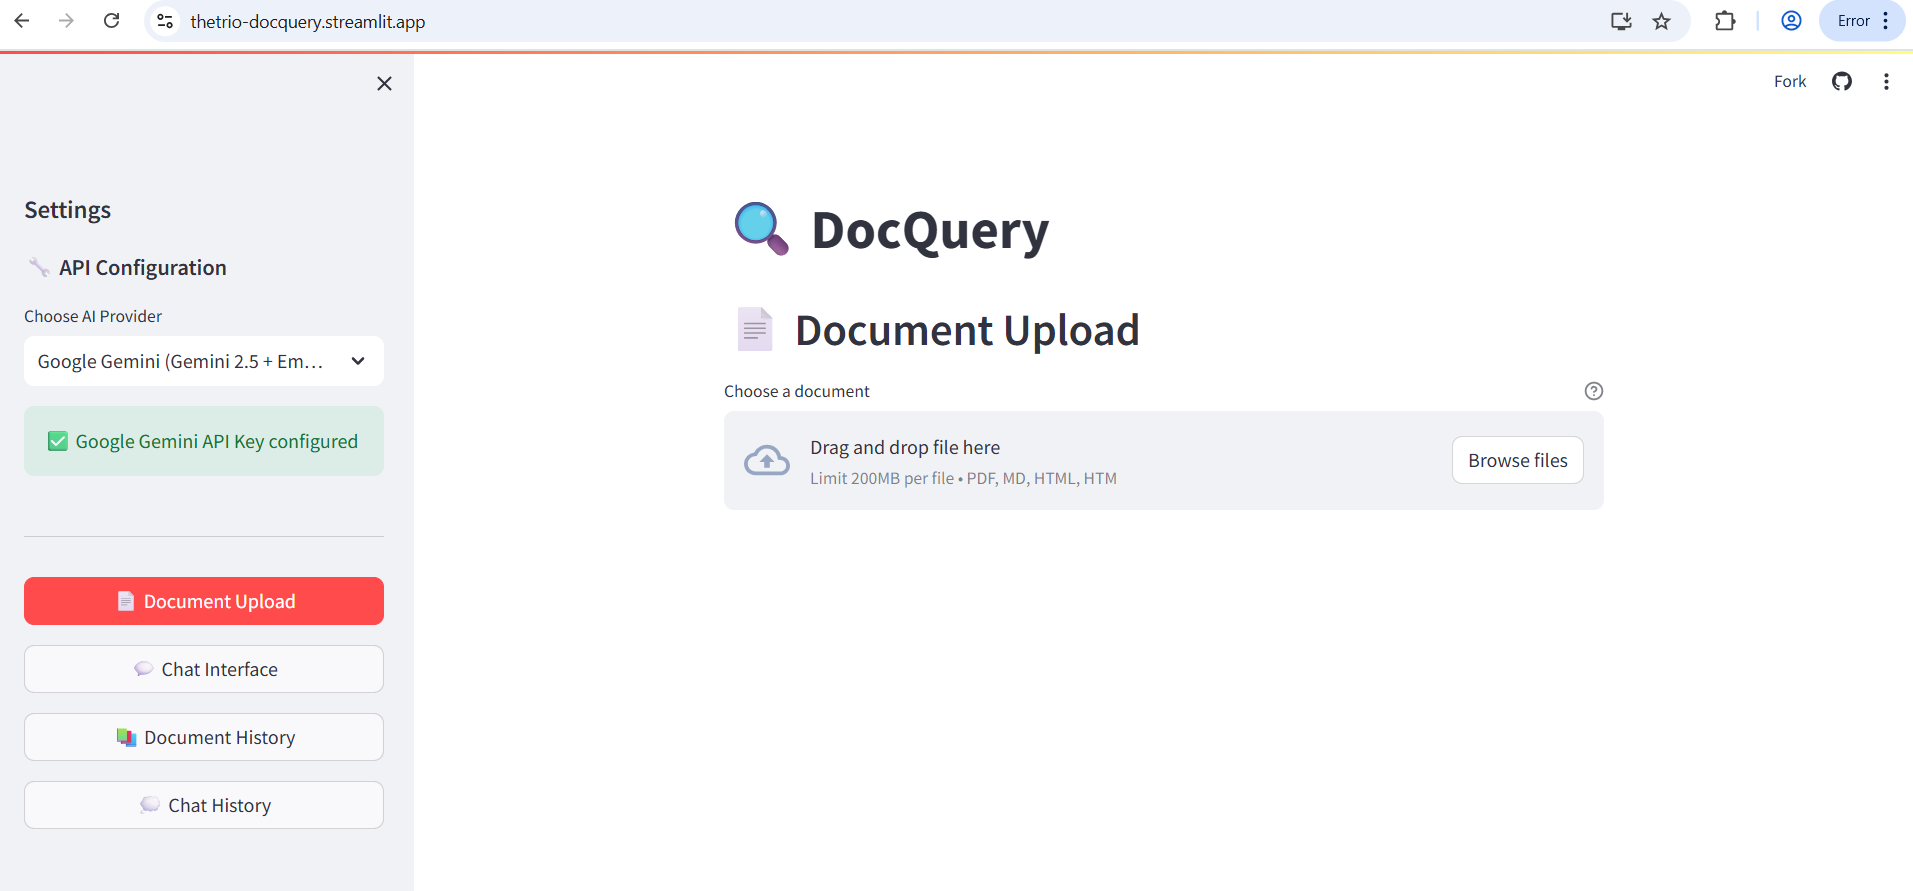 thetrio-docquery.streamlit.app
Error
Fork
Settings
API Configuration
Choose AI Provider
Google Gemini (Gemini 2.5 + Em...
Google Gemini API Key configured
Document Upload
Chat Interface
Document History
Chat History
DocQuery
Document Upload
Choose a document
Drag and drop file here
Limit 200MB per file • PDF, MD, HTML, HTM
Browse files